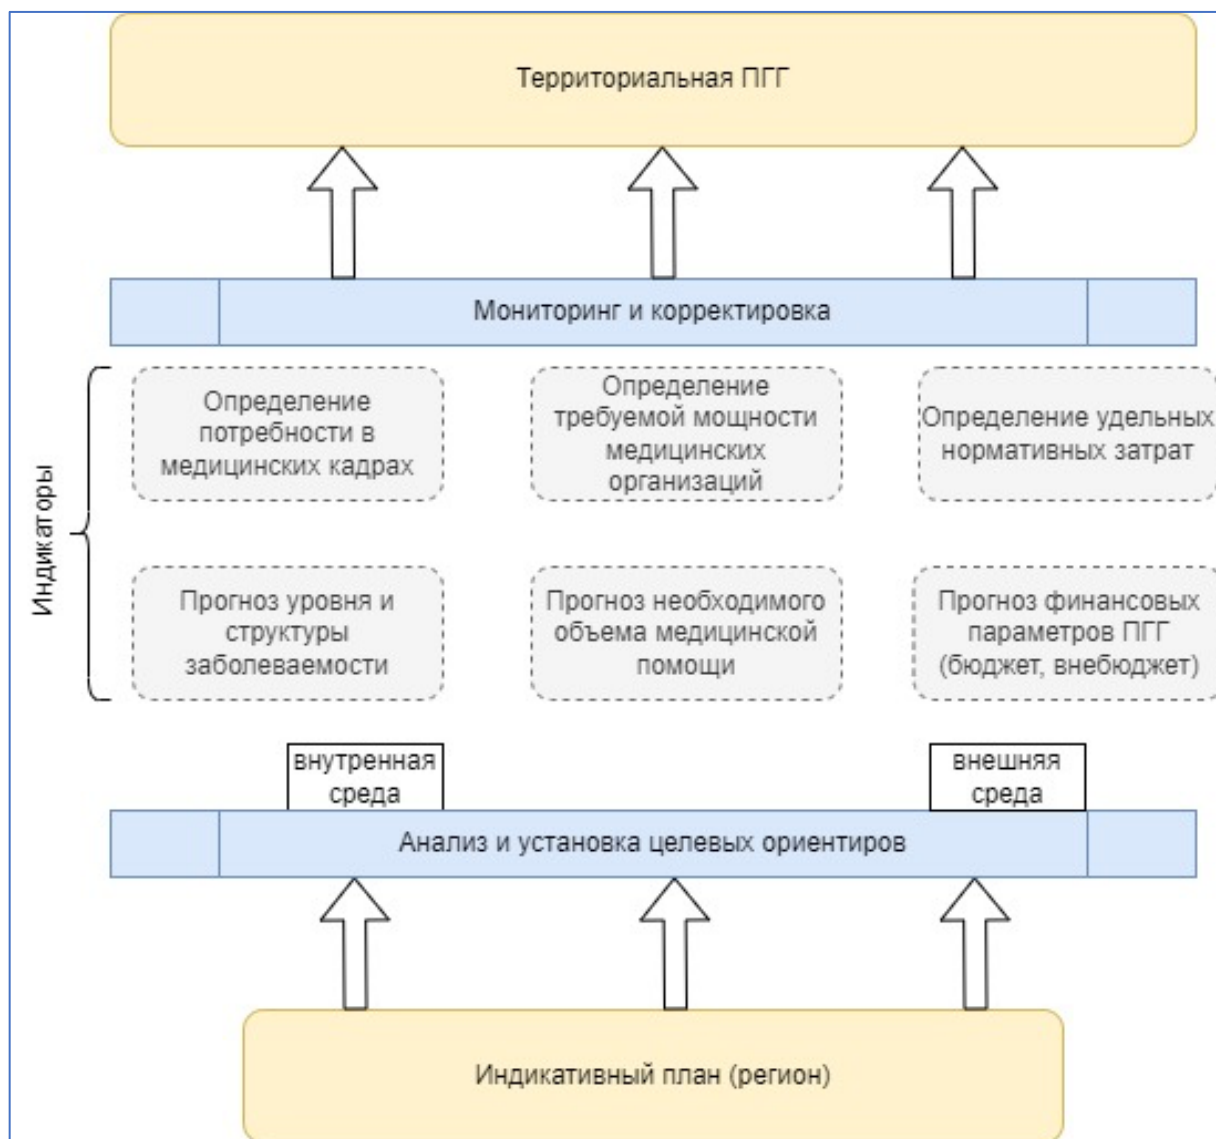 Территориальная ПГГ
Мониторинг и корректировка
Индикаторы
Определение
потребности в
медицинских кадрах
Определение
требуемой мощности
медицинских
организаций
Определение удельных
нормативных затрат
Прогноз уровня и
структуры
заболеваемости
Прогноз необходимого
объема медицинской
помощи
Прогноз финансовых
параметров ПГГ
(бюджет, внебюджет)
внутренная
среда
внешняя
среда
Анализ и установка целевых ориентиров
Индикативный план (регион)